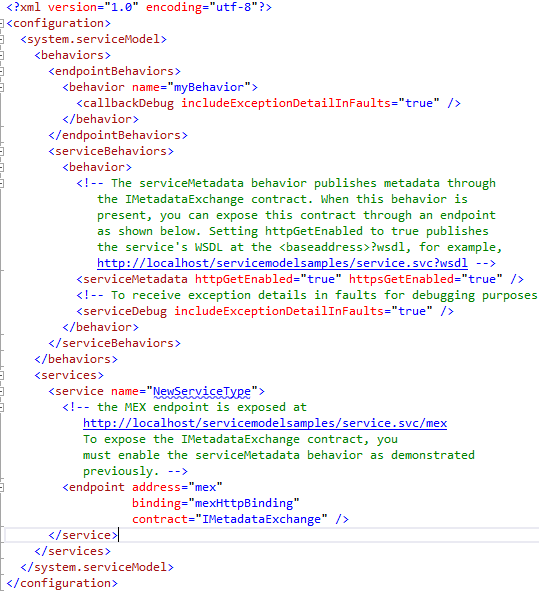 <?xml version="1.0" encoding="utf-8"?>
<configuration>
<system.serviceModel>
<behaviors>
<endpointBehaviors>
<behavior name="myBehavior">
<callbackDebug includeExceptionDetailInFaults="true" />
</behavior>
</endpointBehaviors>
<serviceBehaviors>
<behavior>
<!-- The serviceMetadata behavior publishes metadata through
the IMetadataExchange contract. When this behavior is
present, you can expose this contract through an endpoint
as shown below. Setting httpGetEnabled to true publishes
the service's WSDL at the <baseaddress>?wsdl, for example,
http://localhost/servicemodelsamples/service.svc?wsdl -->
<serviceMetadata httpGetEnabled="true" httpsGetEnabled="true" />
<!-- To receive exception details in faults for debugging purposes
<serviceDebug includeExceptionDetailInFaults="true" />
</behavior>
</serviceBehaviors>
</behaviors>
<services>
<service name="NewServiceType">
<!-- the MEX endpoint is exposed at
http://localhost/servicemodelsamples/service.svc/mex
To expose the IMetadataExchange contract, you
must enable the serviceMetadata behavior as demonstrated
previously. -->
<endpoint address="mex"
binding="mexHttpBinding"
contract="IMetadataExchange" />
</service>
</services>
</system.serviceModel>
</configuration>